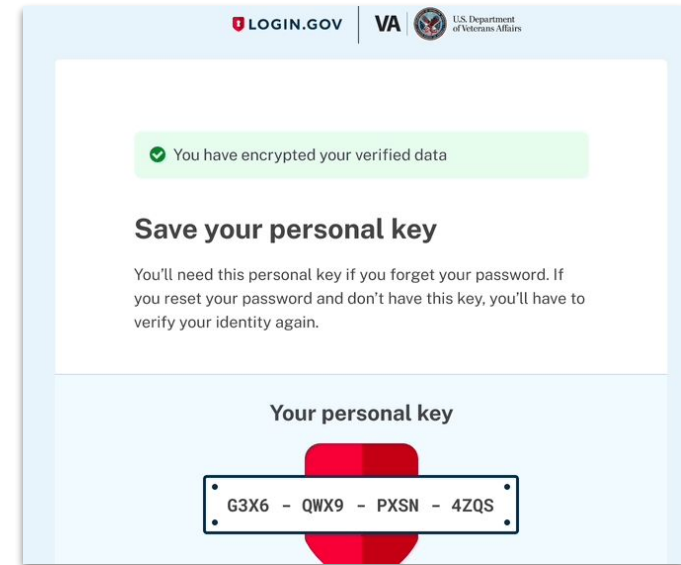 LOGIN.GOV VA U.S. Department
of Veterans Affairs
You have encrypted your verified data
Save your personal key
You’ll need this personal key if you forget your password. If
you reset your password and don’t have this key, you’ll have to
verify your identity again.
Your personal key
G3X6 – QWX9 – PXSN – 4ZQS